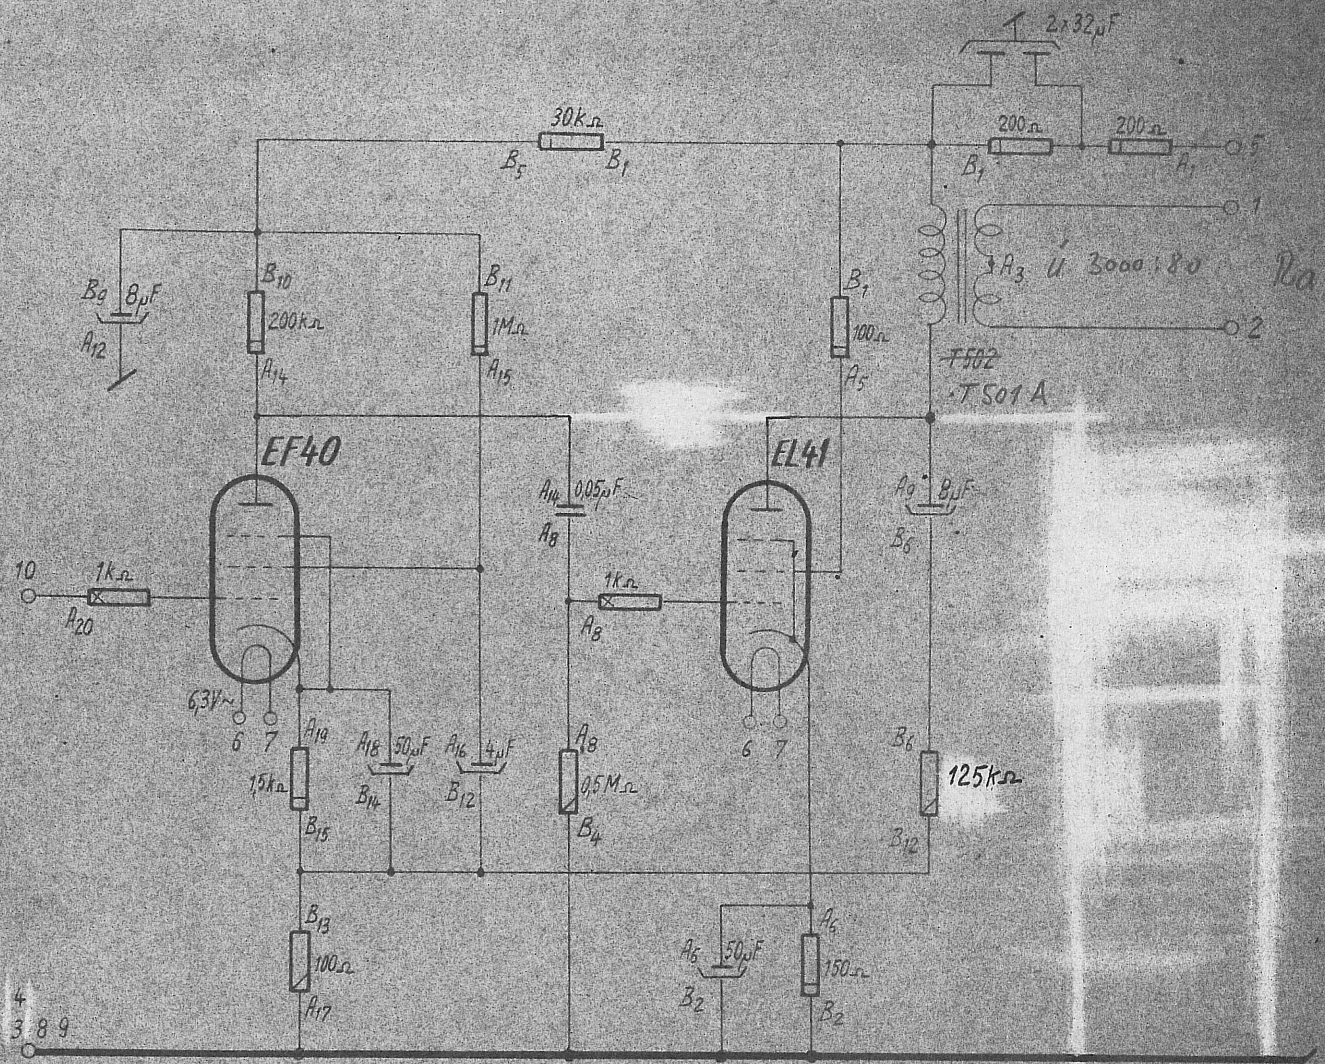 2x32µF
30kΩ
200Ω
200Ω
B5
B1
B1
A1
5
1
B10
B11
B1
A3
ü 3000:80
Ra
B9
8µF
200kΩ
1MΩ
100Ω
2
A12
A14
A15
A5
T502
T501A
EF40
EL41
A14
0,05µF
A9
8µF
A8
B6
10
1kΩ
1kΩ
A20
A8
6,3V~
6
7
A19
A18
50µF
A16
4µF
A8
6
7
B6
1,5kΩ
B14
B12
0,5MΩ
125kΩ
B15
B4
B12
B13
A6
100Ω
A6
50µF
150Ω
4
A17
B2
B2
3 8 9